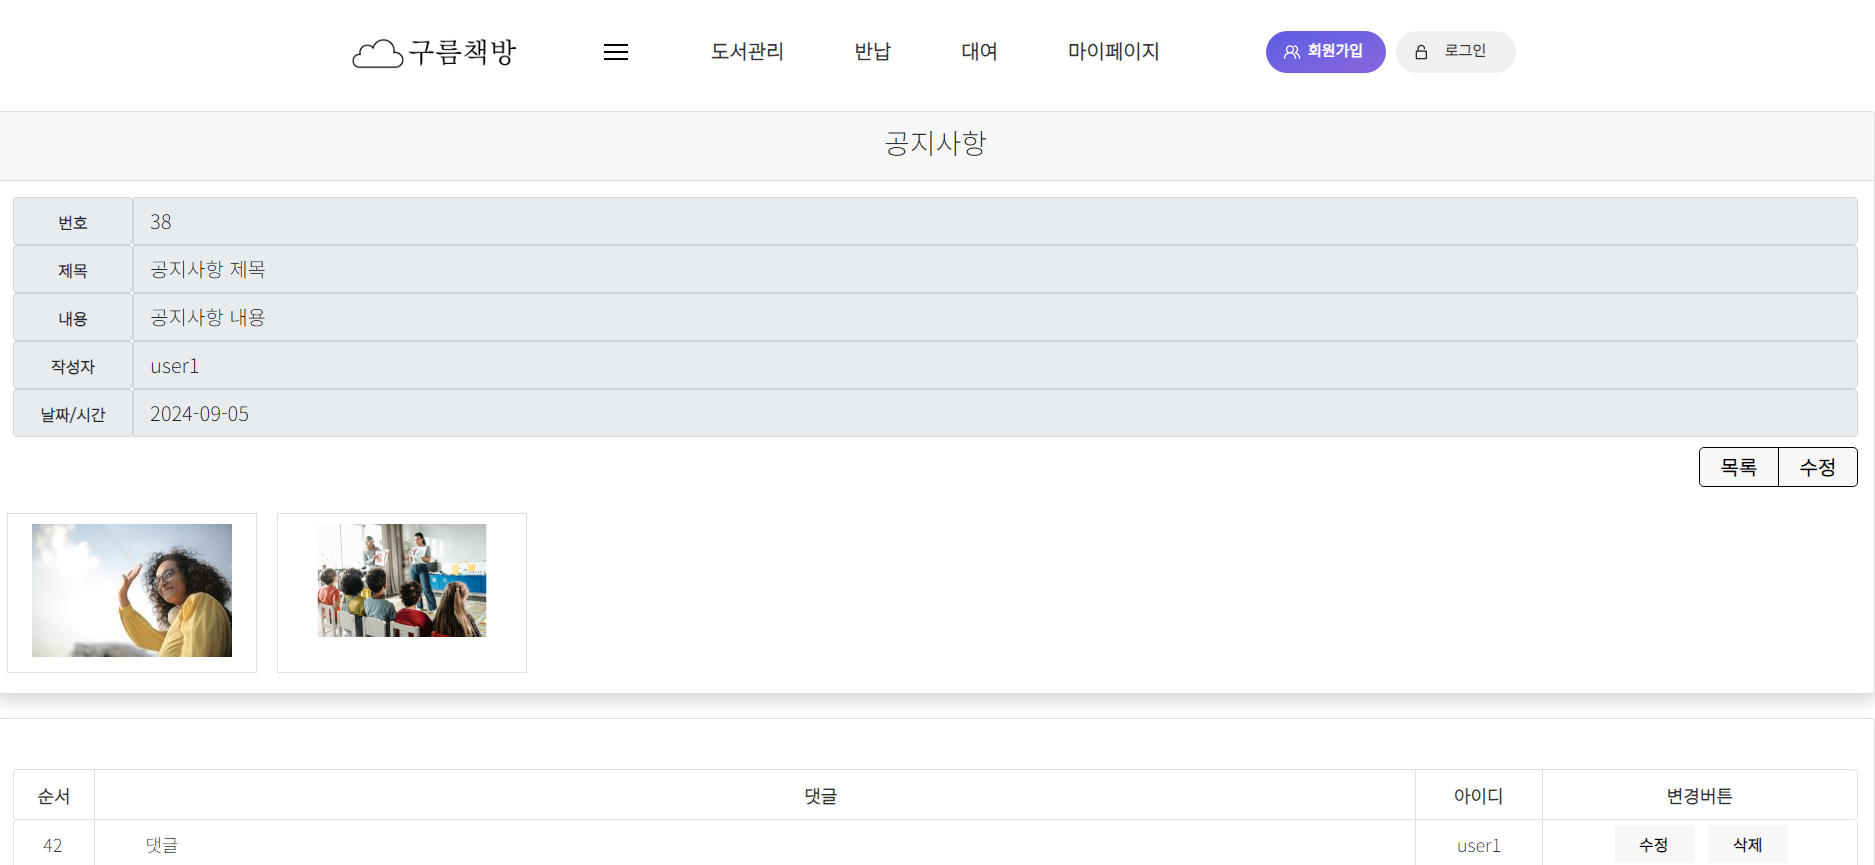 구름책방 도서관리 반납 대여 마이페이지 회원가입 로그인
공지사항
번호 38
제목 공지사항 제목
내용 공지사항 내용
작성자 user1
날짜/시간 2024-09-05
목록 수정
순서 댓글 아이디 변경버튼
42 댓글 user1 수정 삭제